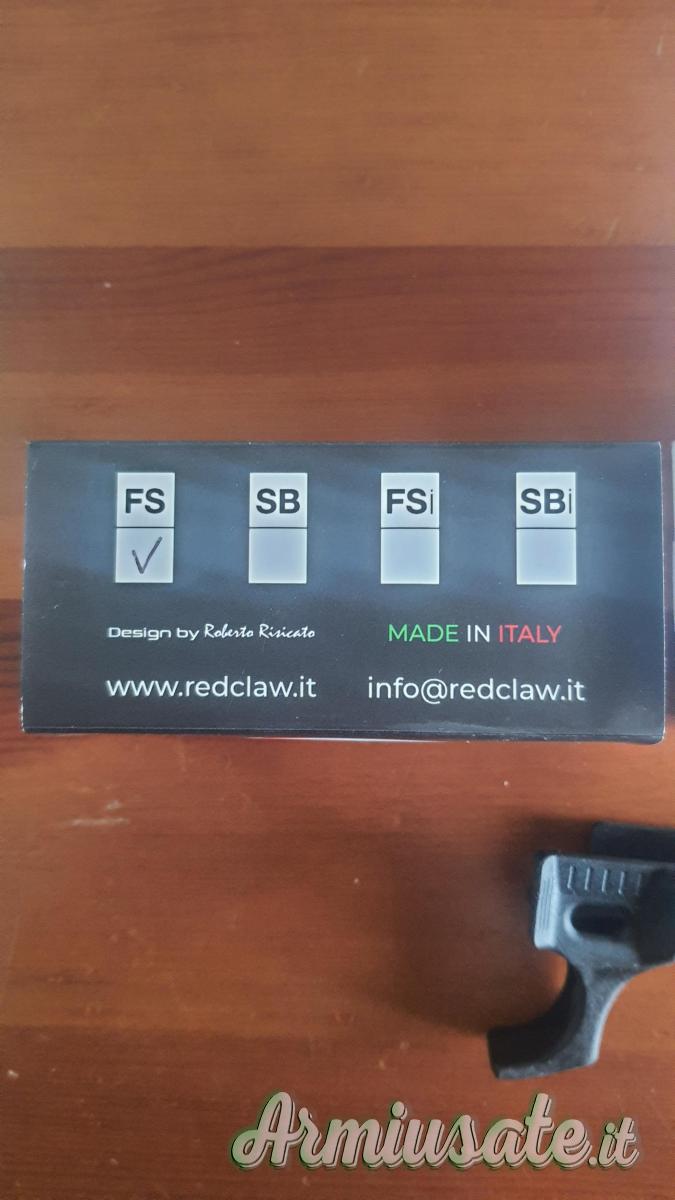 FS SB FSi SBi
Design by Roberto Risicato
MADE IN ITALY
www.redclaw.it
info@redclaw.it
Armiusate.it